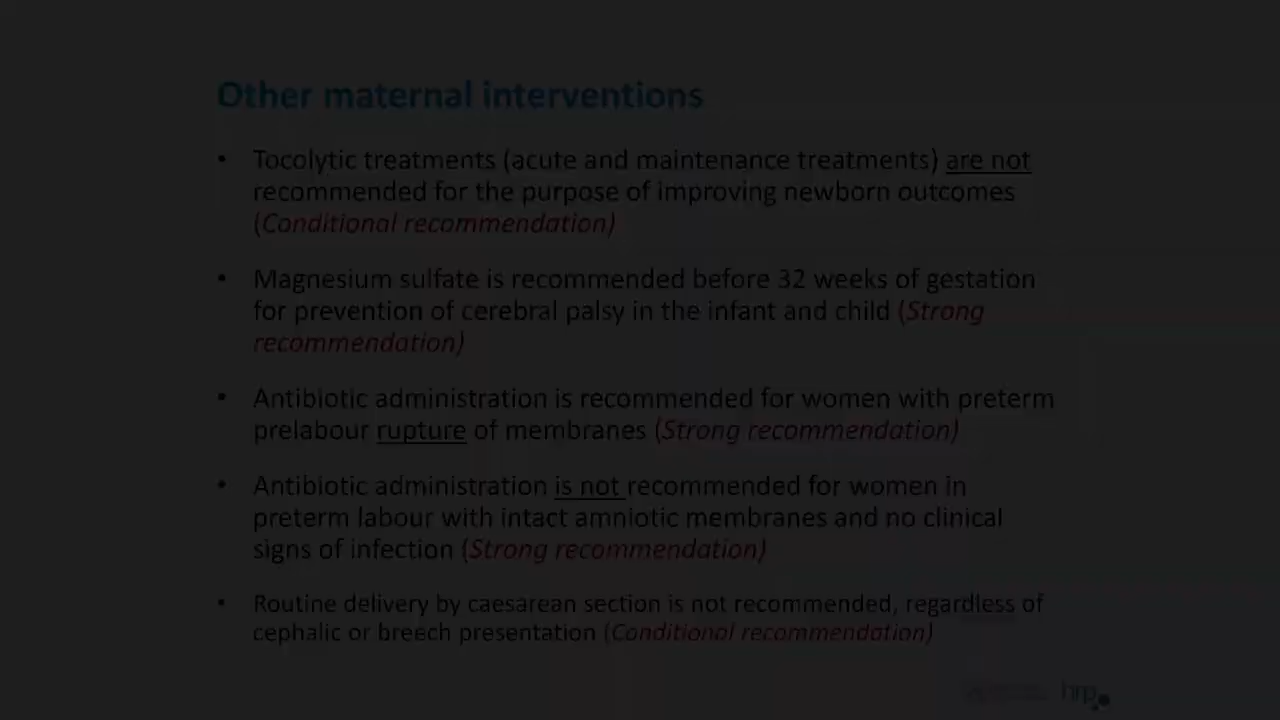 Other maternal interventions
• Tocolytic treatments (acute and maintenance treatments) are not
recommended for the purpose of improving newborn outcomes
(Conditional recommendation)
• Magnesium sulfate is recommended before 32 weeks of gestation
for prevention of cerebral palsy in the infant and child (Strong
recommendation)
• Antibiotic administration is recommended for women with preterm
prelabour rupture of membranes (Strong recommendation)
• Antibiotic administration is not recommended for women in
preterm labour with intact amniotic membranes and no clinical
signs of infection (Strong recommendation)
• Routine delivery by caesarean section is not recommended, regardless of
cephalic or breech presentation (Conditional recommendation)
hrp